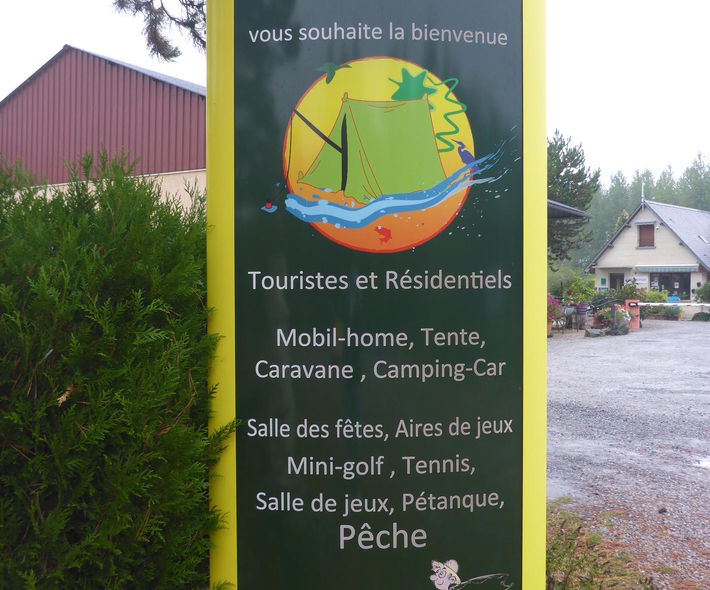 vous souhaite la bienvenue
Touristes et Résidentiels
Mobil-home, Tente,
Caravane , Camping-Car
Salle des fêtes, Aires de jeux
Mini-golf , Tennis,
Salle de jeux, Pétanque,
Pêche